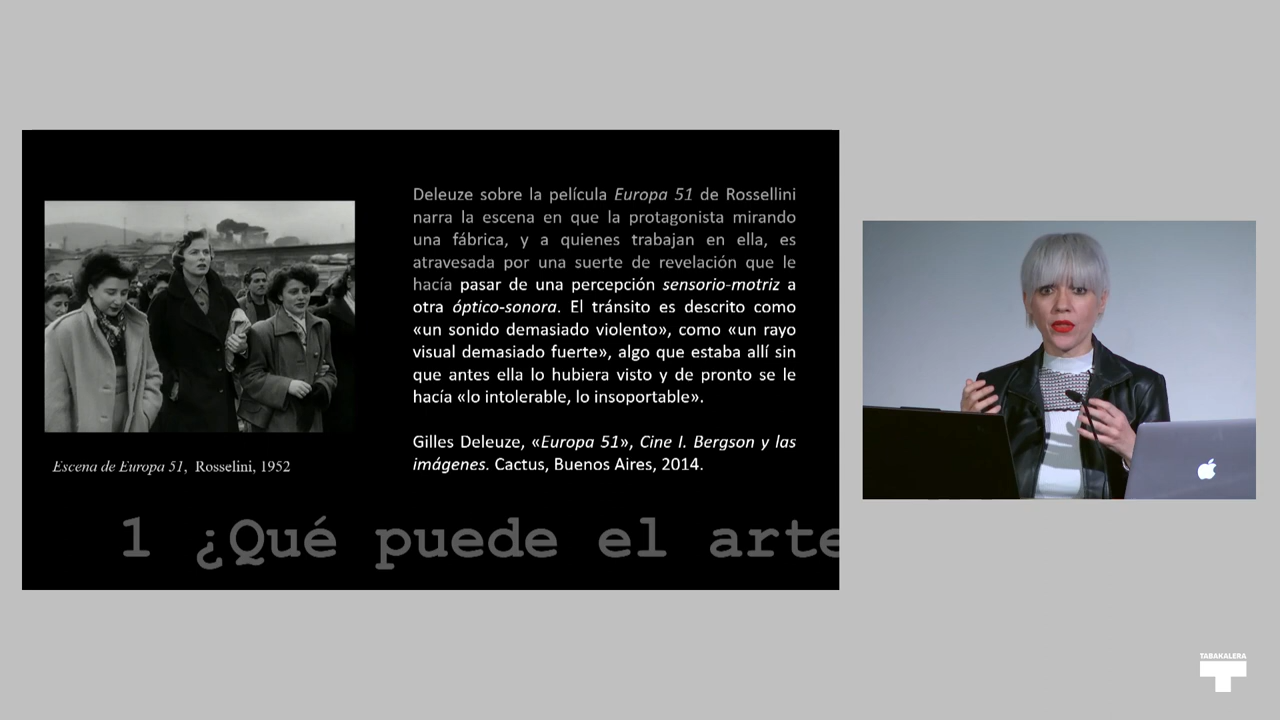 Deleuze sobre la película Europa 51 de Rossellini
narra la escena en que la protagonista mirando
una fábrica, y a quienes trabajan en ella, es
atravesada por una suerte de revelación que le
hacía pasar de una percepción sensorio-motriz a
otra óptico-sonora. El tránsito es descrito como
«un sonido demasiado violento», como «un rayo
visual demasiado fuerte», algo que estaba allí sin
que antes ella lo hubiera visto y de pronto se le
hacía «lo intolerable, lo insoportable».
Gilles Deleuze, «Europa 51», Cine I. Bergson y las
imágenes. Cactus, Buenos Aires, 2014.
Escena de Europa 51, Rosselini, 1952
1 ¿Qué puede el arte
TABAKALERA